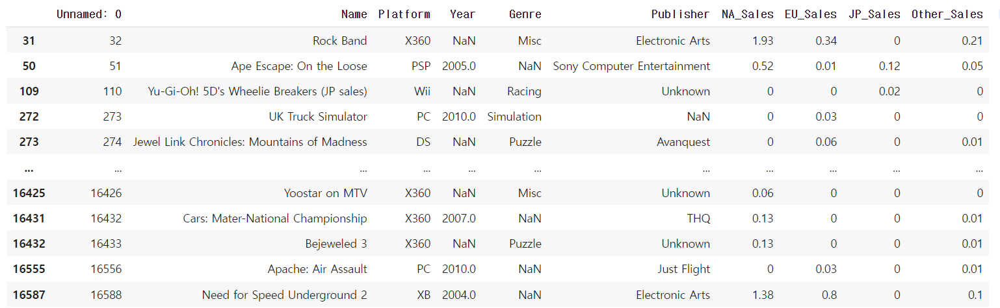 Unnamed: 0 Name Platform Year Genre Publisher NA_Sales EU_Sales JP_Sales Other_Sales
31 32 Rock Band X360 NaN Misc Electronic Arts 1.93 0.34 0 0.21
50 51 Ape Escape: On the Loose PSP 2005.0 NaN Sony Computer Entertainment 0.52 0.01 0.12 0.05
109 110 Yu-Gi-Oh! 5D's Wheelie Breakers (JP sales) Wii NaN Racing Unknown 0 0 0.02 0
272 273 UK Truck Simulator PC 2010.0 Simulation NaN 0 0.03 0 0
273 274 Jewel Link Chronicles: Mountains of Madness DS NaN Puzzle Avanquest 0 0.06 0 0.01
... ... ... ... ... ... ... ... ... ... ...
16425 16426 Yoostar on MTV X360 NaN Misc Unknown 0.06 0 0 0
16431 16432 Cars: Mater-National Championship X360 2007.0 NaN THQ 0.13 0 0 0.01
16432 16433 Bejeweled 3 X360 NaN Puzzle Unknown 0.13 0 0 0.01
16555 16556 Apache: Air Assault PC 2010.0 NaN Just Flight 0 0.03 0 0.01
16587 16588 Need for Speed Underground 2 XB 2004.0 NaN Electronic Arts 1.38 0.8 0 0.1